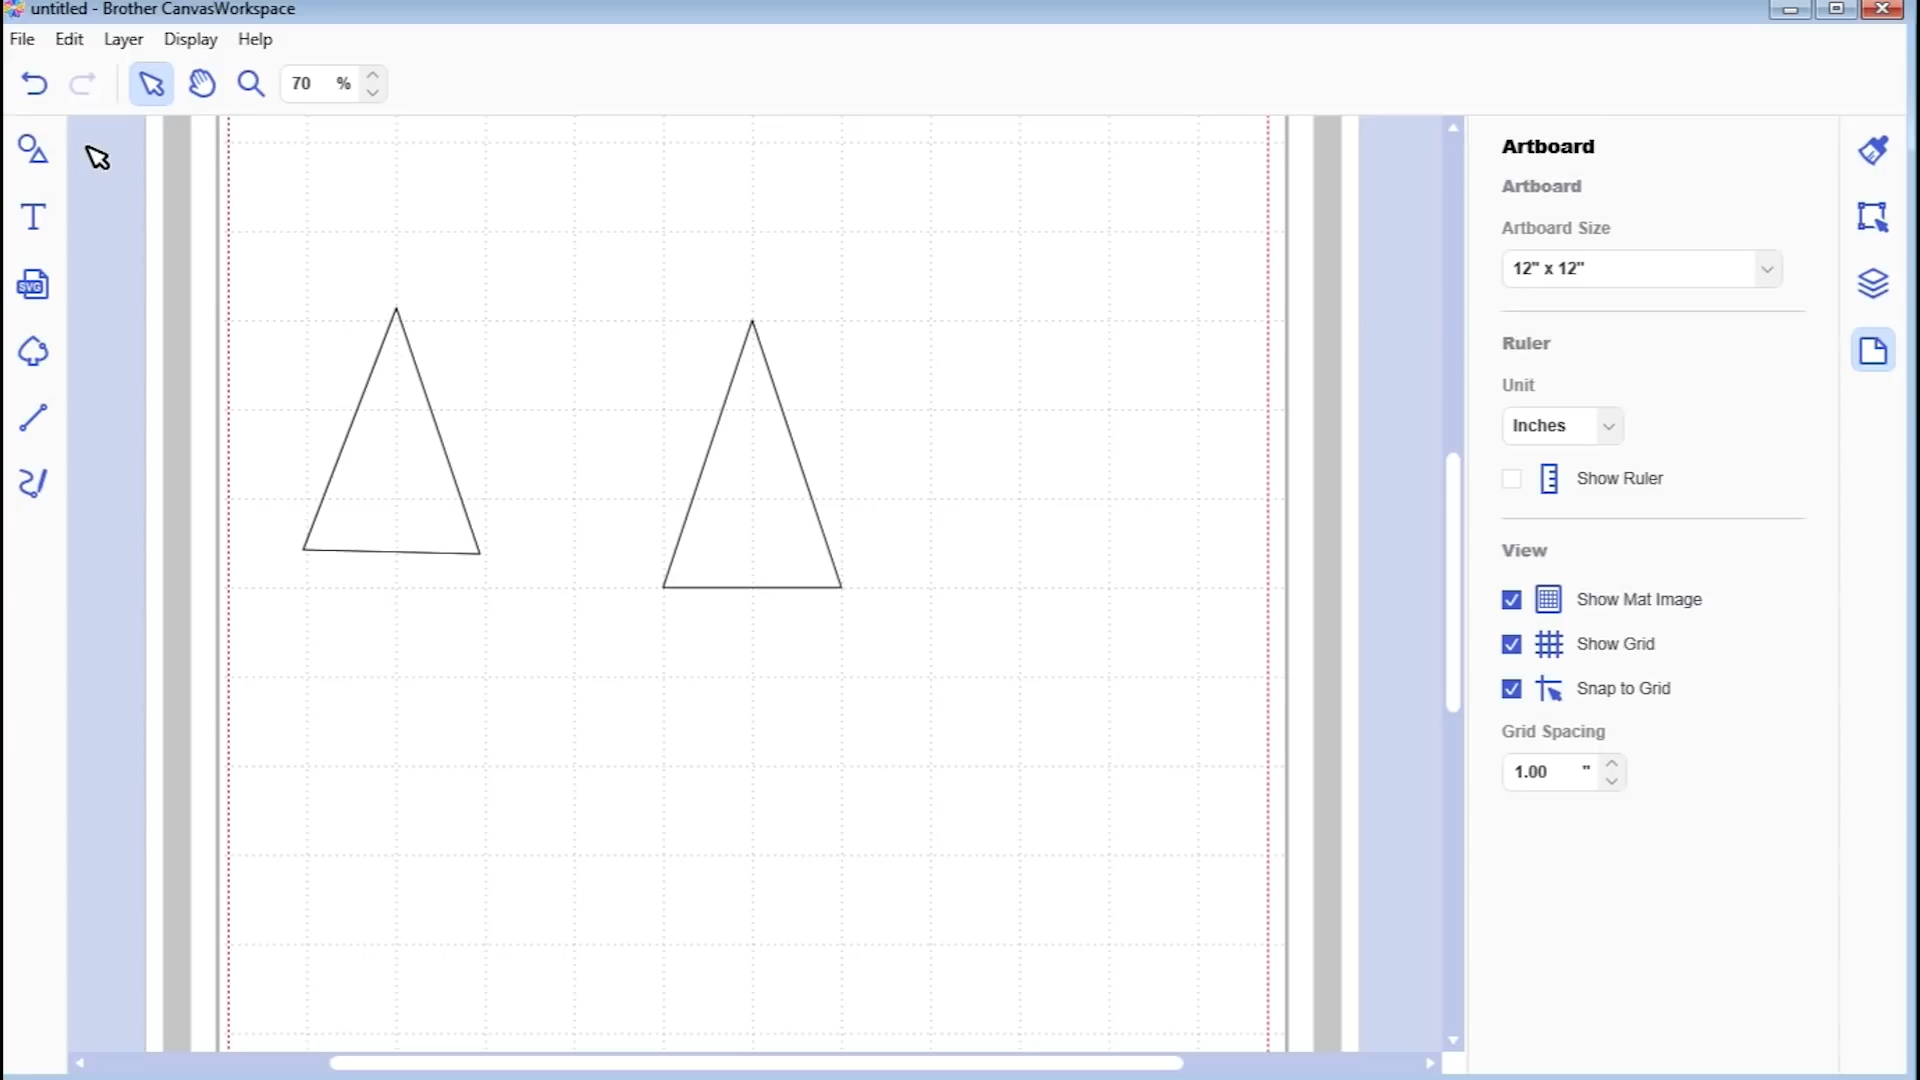 untitled - Brother CanvasWorkspace
File Edit Layer Display Help
70 %
Artboard
Artboard
Artboard Size
12" x 12"
Ruler
Unit
Inches
Show Ruler
View
Show Mat Image
Show Grid
Snap to Grid
Grid Spacing
1.00 "
T
SVG